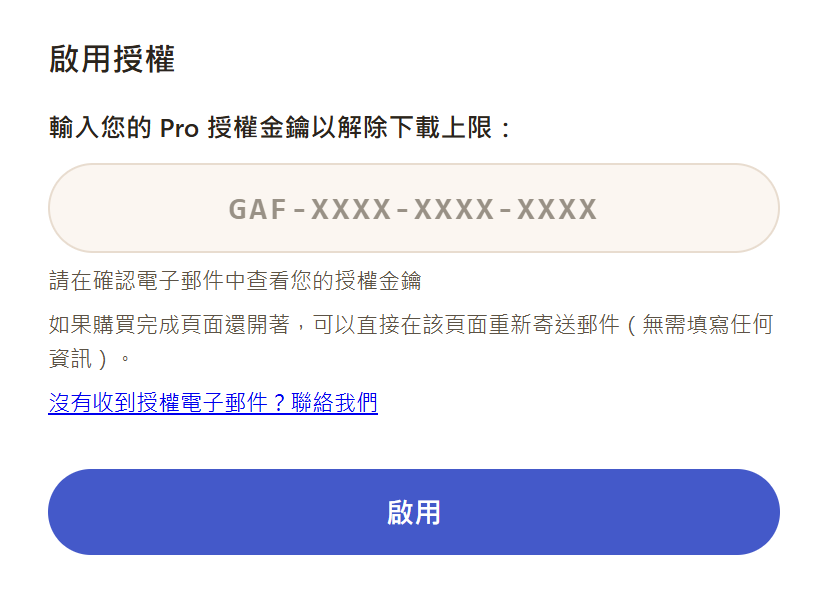 啟用授權
輸入您的 Pro 授權金鑰以解除下載上限：
GAF-XXXX-XXXX-XXXX
請在確認電子郵件中查看您的授權金鑰
如果購買完成頁面還開著，可以直接在該頁面重新寄送郵件（無需填寫任何
資訊）。
沒有收到授權電子郵件？聯絡我們
啟用